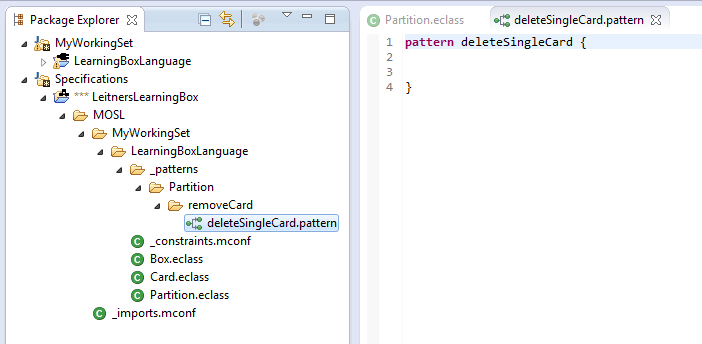 Package Explorer
MyWorkingSet
LearningBoxLanguage
Specifications
*** LeitnersLearningBox
MOSL
MyWorkingSet
LearningBoxLanguage
_patterns
Partition
removeCard
deleteSingleCard.pattern
_constraints.mconf
Box.eclass
Card.eclass
Partition.eclass
_imports.mconf
Partition.eclass deleteSingleCard.pattern
1 pattern deleteSingleCard {
2
3
4 }